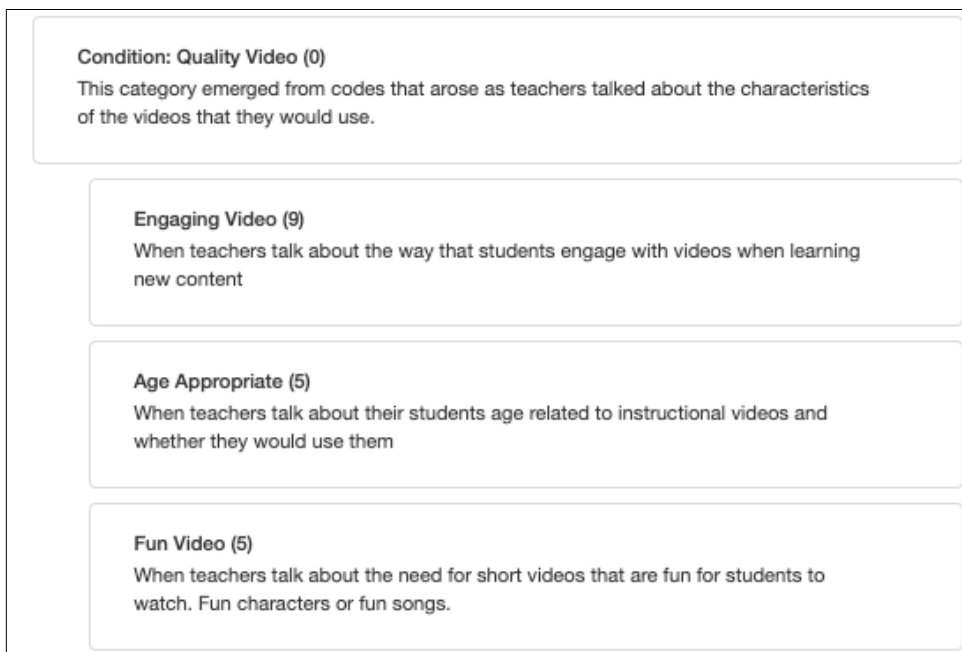 Condition: Quality Video (0)
This category emerged from codes that arose as teachers talked about the characteristics
of the videos that they would use.
Engaging Video (9)
When teachers talk about the way that students engage with videos when learning
new content
Age Appropriate (5)
When teachers talk about their students age related to instructional videos and
whether they would use them
Fun Video (5)
When teachers talk about the need for short videos that are fun for students to
watch. Fun characters or fun songs.